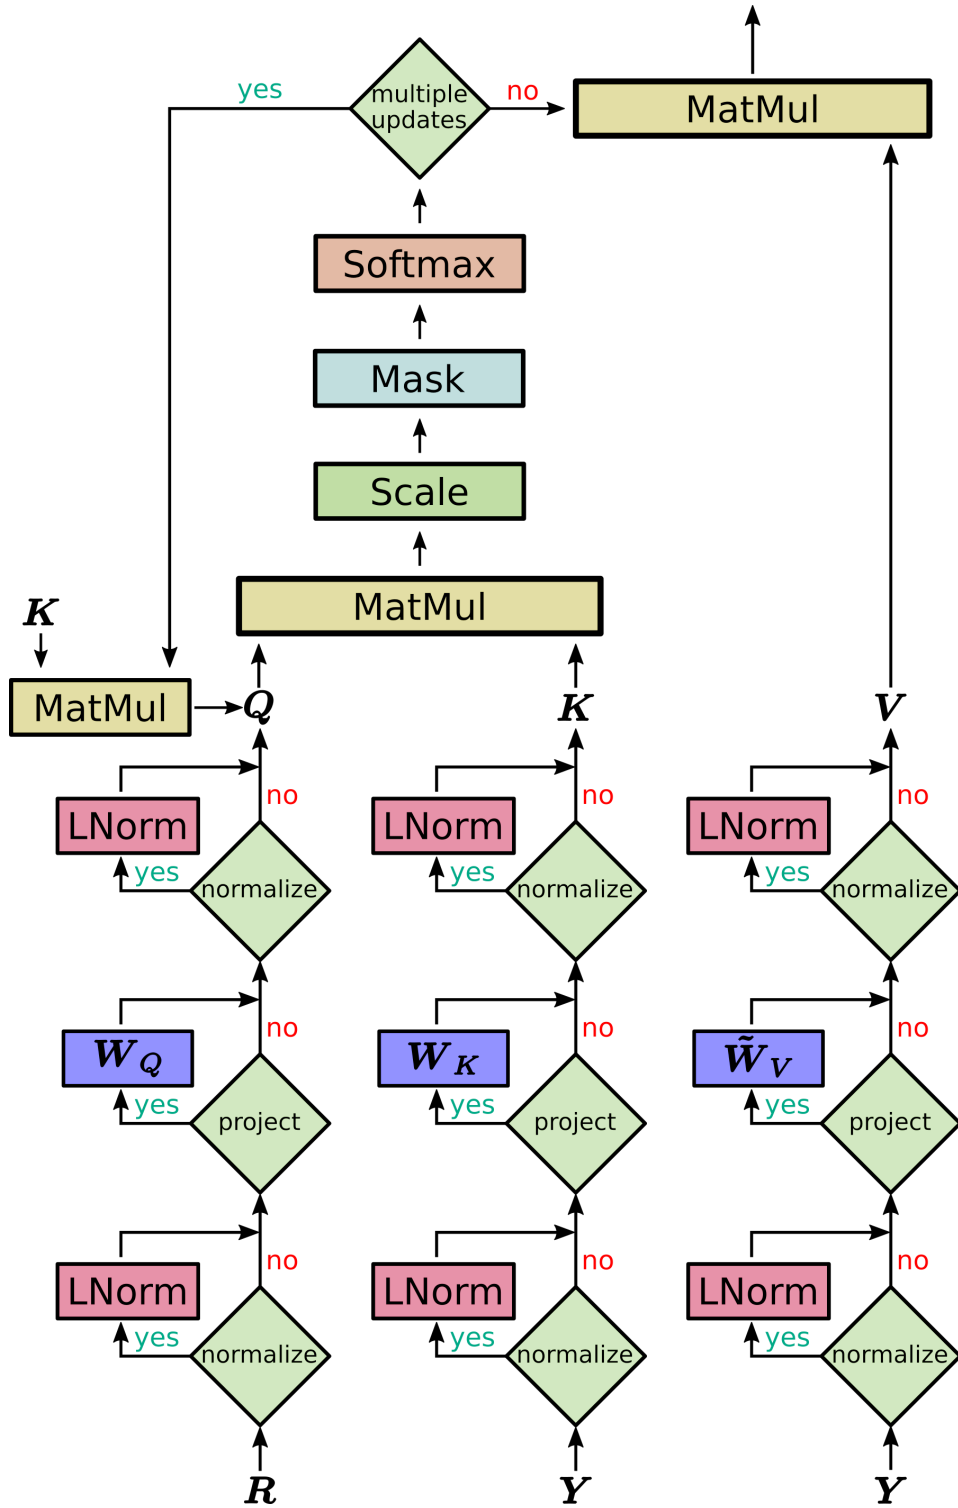 yes
multiple
updates
no
MatMul
Softmax
Mask
Scale
MatMul
K
MatMul
Q
K
V
LNorm
no
LNorm
no
LNorm
no
yes
normalize
yes
normalize
yes
normalize
W_Q
no
W_K
no
W̃_V
no
yes
project
yes
project
yes
project
LNorm
no
LNorm
no
LNorm
no
yes
normalize
yes
normalize
yes
normalize
R
Y
Y